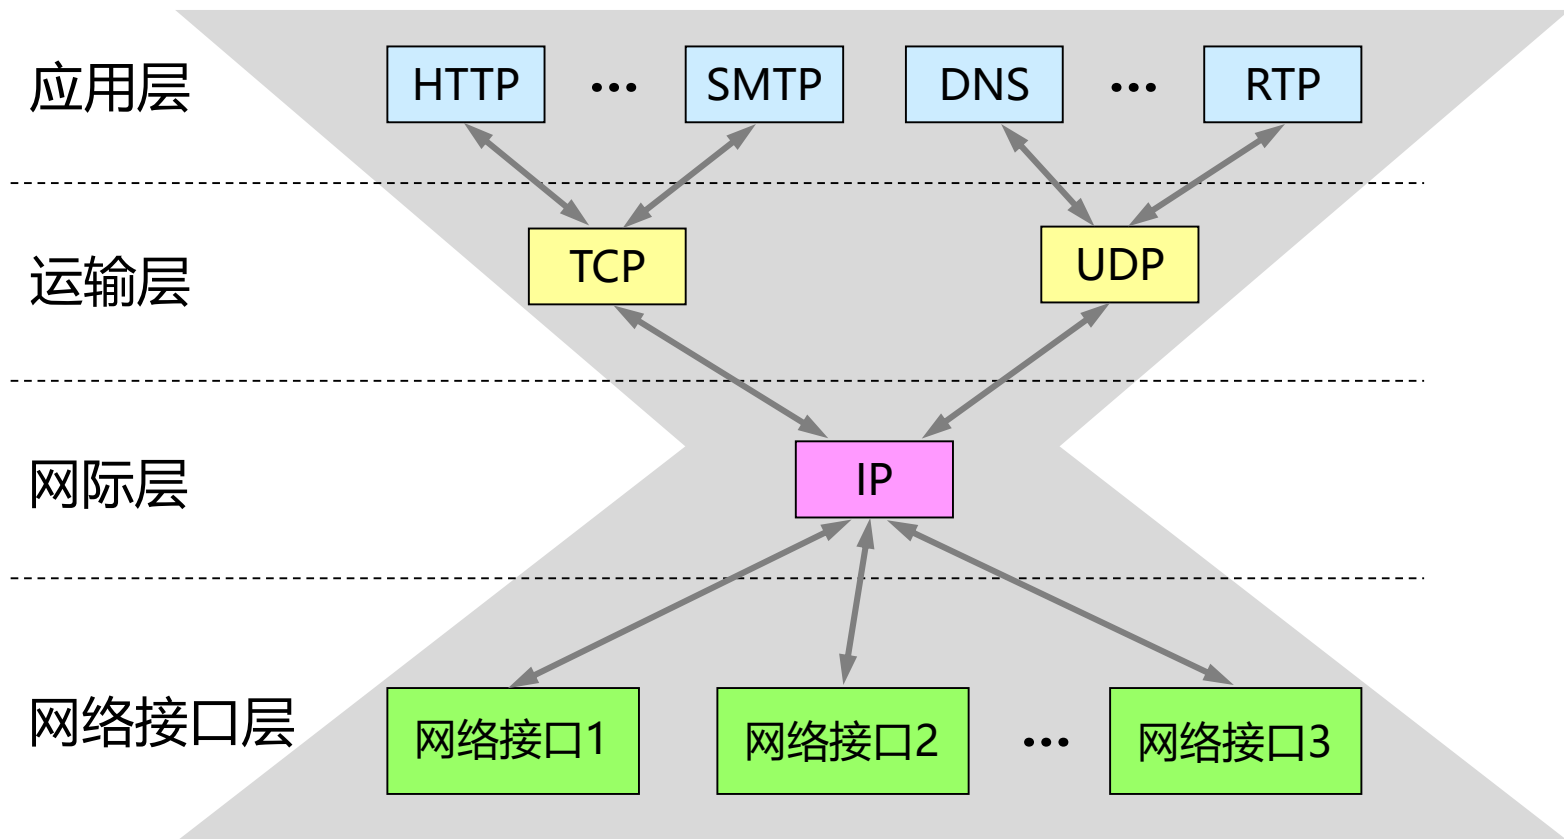 应用层
HTTP
...
SMTP
DNS
...
RTP
运输层
TCP
UDP
网际层
IP
网络接口层
网络接口1
网络接口2
...
网络接口3